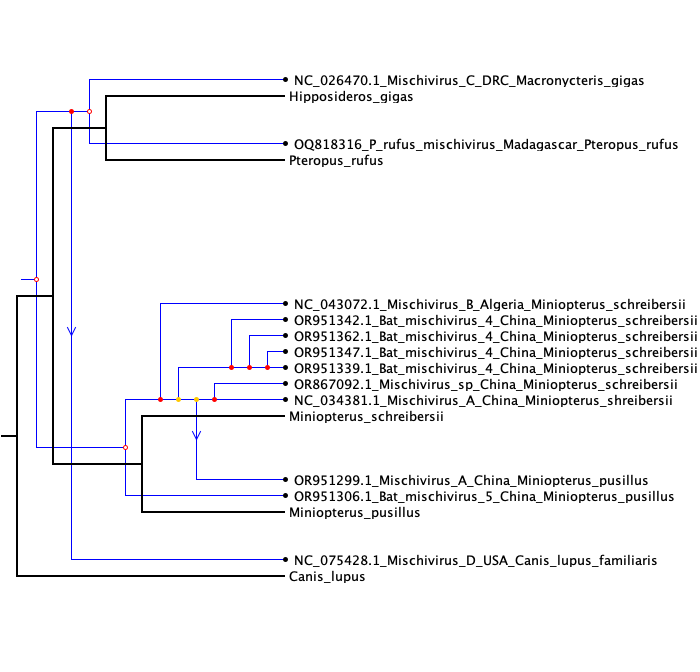 NC_026470.1_Mischivirus_C_DRC_Macronycteris_gigas
Hipposideros_gigas
OQ818316_P_rufus_mischivirus_Madagascar_Pteropus_rufus
Pteropus_rufus
NC_043072.1_Mischivirus_B_Algeria_Miniopterus_schreibersii
OR951342.1_Bat_mischivirus_4_China_Miniopterus_schreibersii
OR951362.1_Bat_mischivirus_4_China_Miniopterus_schreibersii
OR951347.1_Bat_mischivirus_4_China_Miniopterus_schreibersii
OR951339.1_Bat_mischivirus_4_China_Miniopterus_schreibersii
OR867092.1_Mischivirus_sp_China_Miniopterus_schreibersii
NC_034381.1_Mischivirus_A_China_Miniopterus_shreibersii
Miniopterus_schreibersii
OR951299.1_Mischivirus_A_China_Miniopterus_pusillus
OR951306.1_Bat_mischivirus_5_China_Miniopterus_pusillus
Miniopterus_pusillus
NC_075428.1_Mischivirus_D_USA_Canis_lupus_familiaris
Canis_lupus